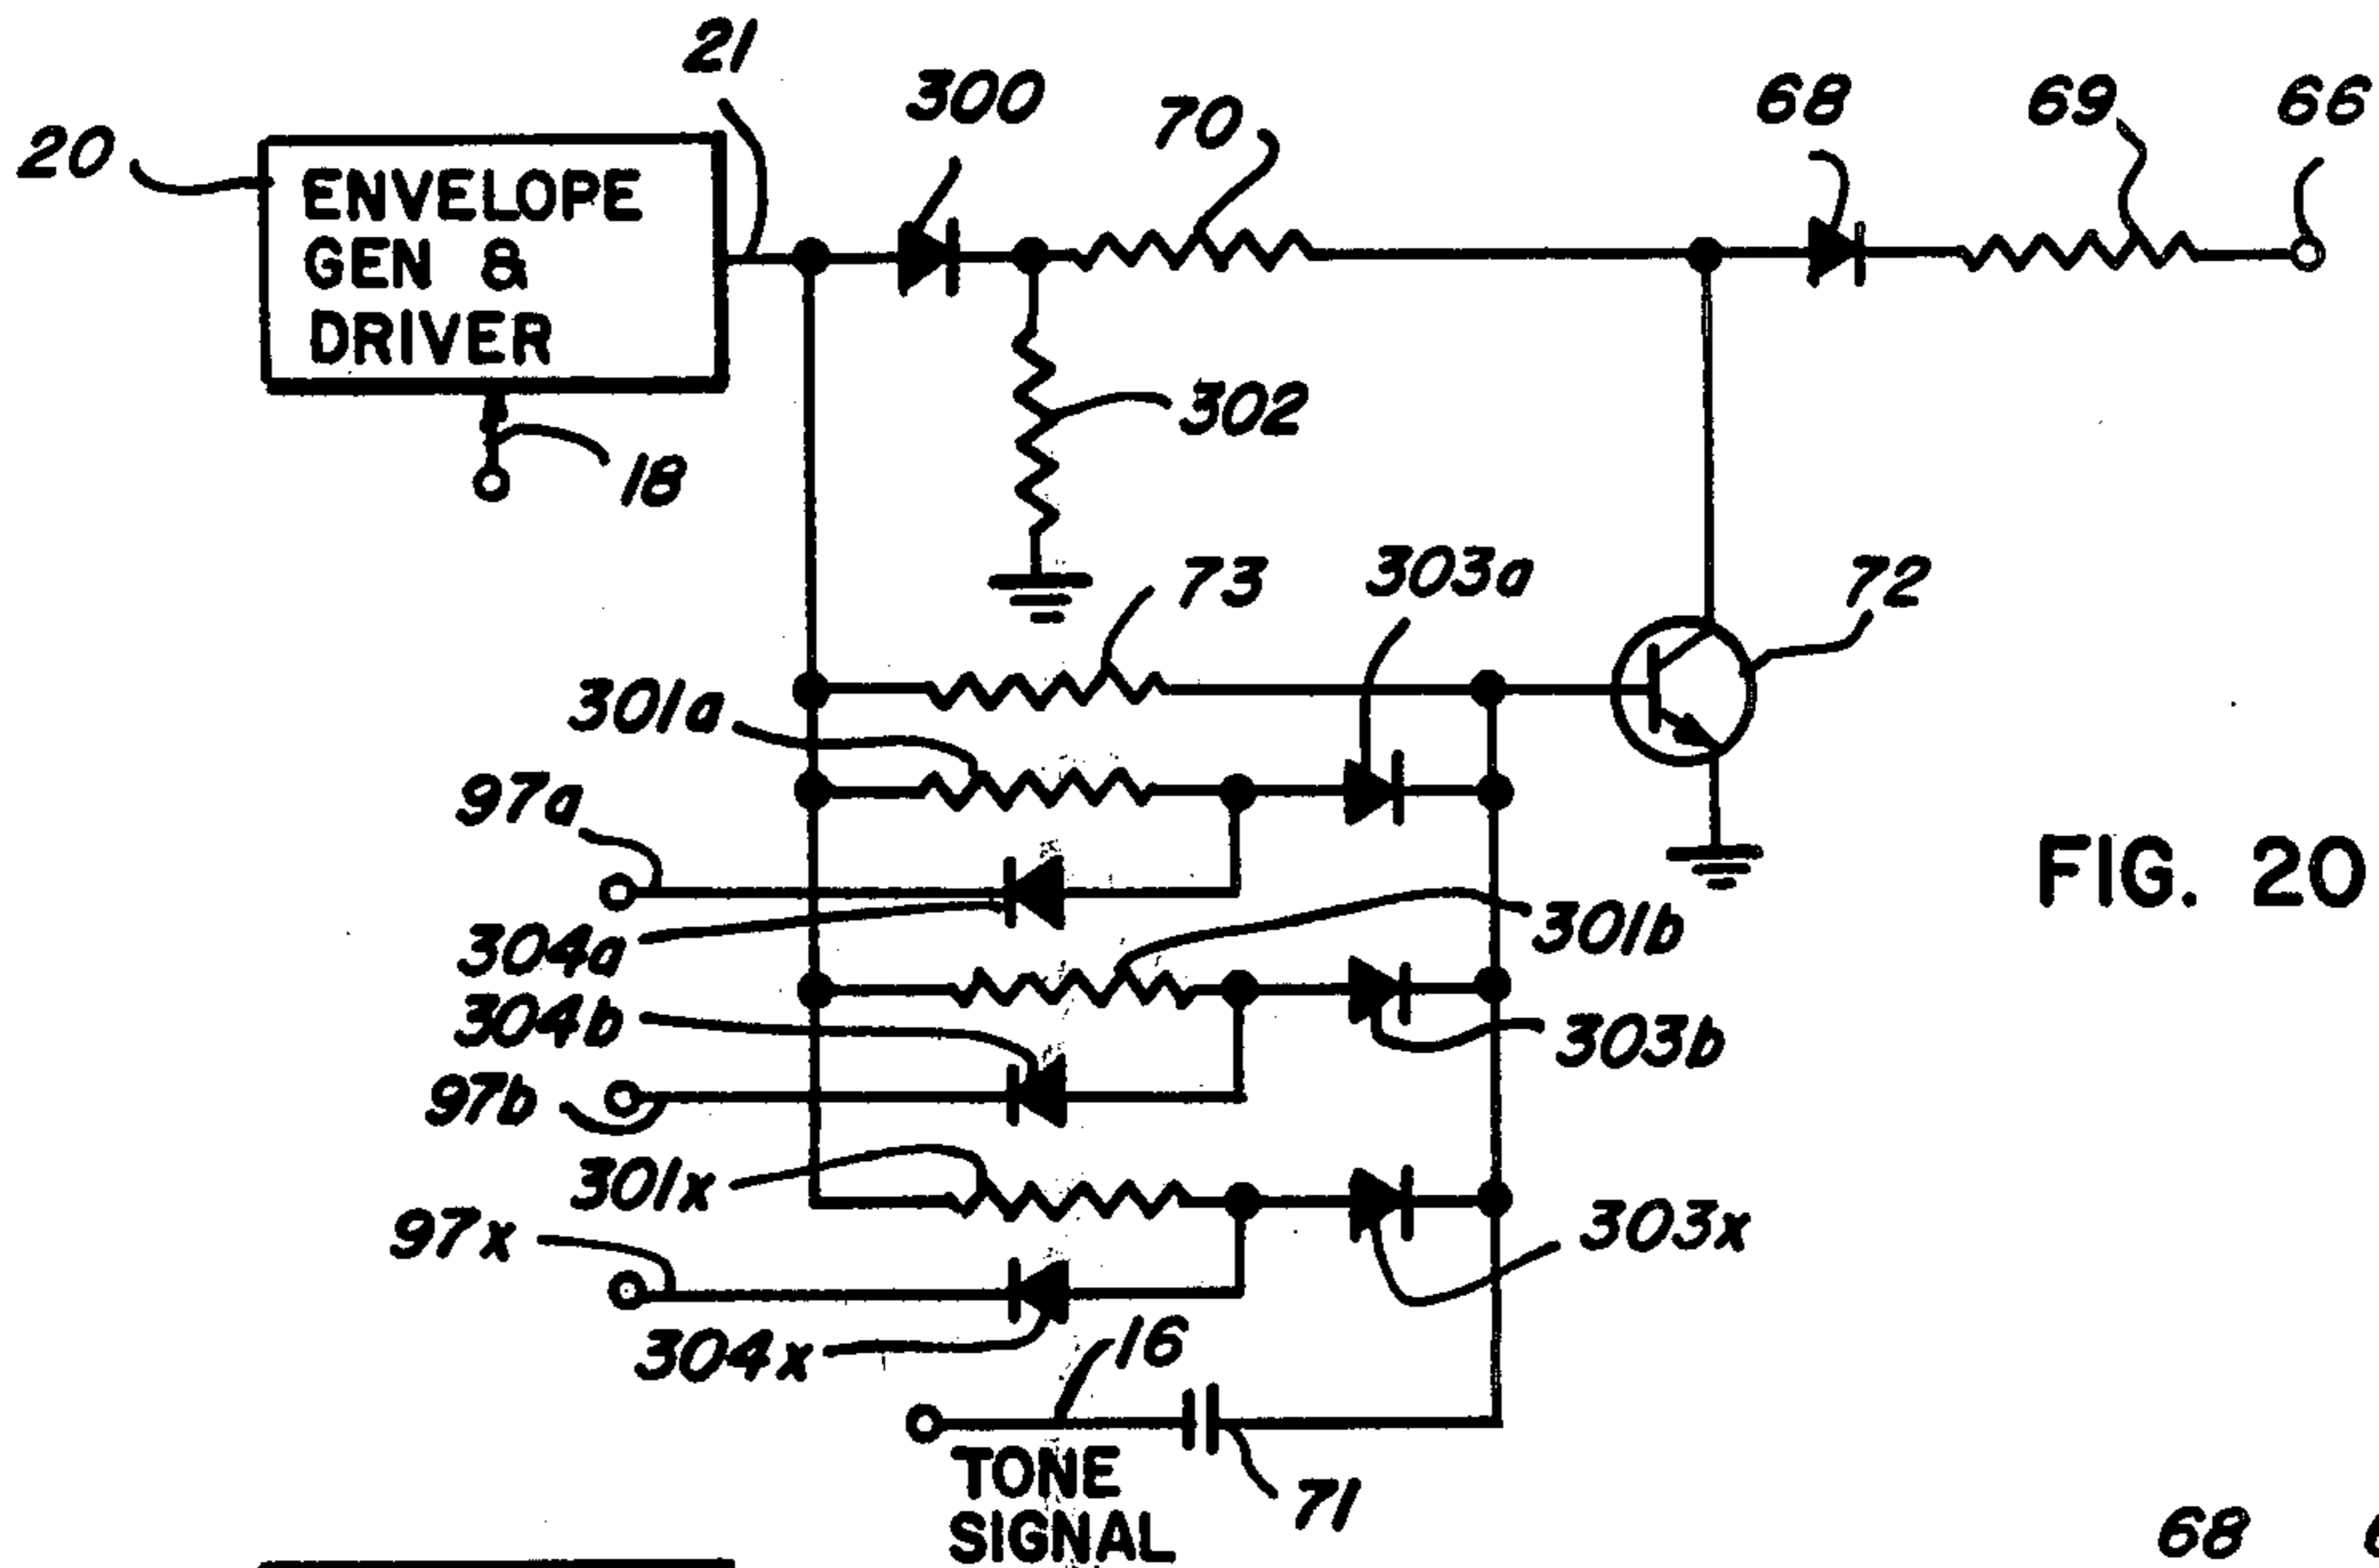 21
300
70
68
69
66
20
ENVELOPE
GEN &
DRIVER
302
18
73
303a
72
301a
97a
FIG. 20
304a
301b
304b
303b
97b
301x
303x
97x
304x
16
TONE
SIGNAL
71
68